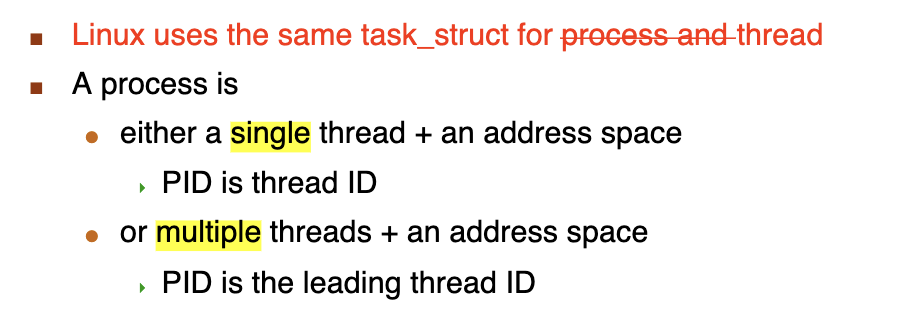 Linux uses the same task_struct for process and thread
A process is
either a single thread + an address space
PID is thread ID
or multiple threads + an address space
PID is the leading thread ID